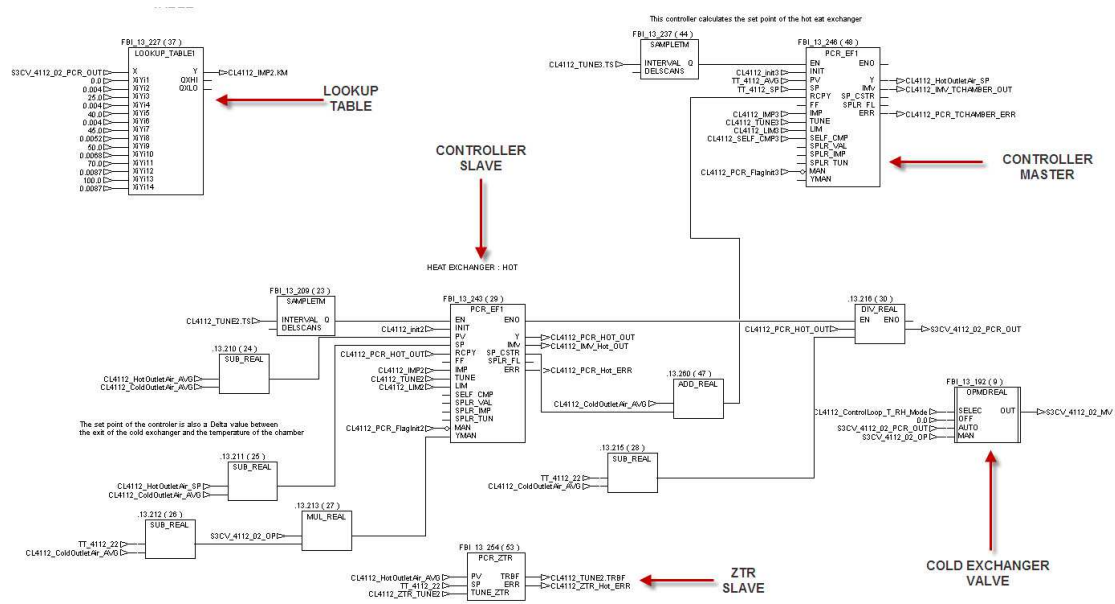 This controller calculates the set point of the hot eat exchanger
FBI_13_227 (37)
LOOKUP_TABLE1
S3CV_4112_02_PCR_OUT
X
Y
CL4112_IMP2.KM
0.0
XiYi1
QXHI
0.004
XiYi2
QXLO
25.0
XiYi3
0.004
XiYi4
40.0
XiYi5
0.004
XiYi6
45.0
XiYi7
0.0052
XiYi8
50.0
XiYi9
0.0068
XiYi10
70.0
XiYi11
0.0087
XiYi12
100.0
XiYi13
0.0087
XiYi14
LOOKUP
TABLE
FBI_13_237 (44)
SAMPLETM
CL4112_TUNE3.TS
INTERVAL
Q
DELSCANS
FBI_13_246 (48)
PCR_EF1
EN
ENO
CL4112_init3
INIT
TT_4112_AVG
PV
Y
CL4112_HotOutletAir_SP
TT_4112_SP
SP
IMV
CL4112_IMV_TCHAMBER_OUT
RCPY
SP_CSTR
FF
SPLR_FL
CL4112_IMP3
IMP
ERR
CL4112_PCR_TCHAMBER_ERR
CL4112_TUNE3
TUNE
CL4112_LIM3
LIM
CL4112_SELF_CMP3
SELF_CMP
SPLR_VAL
SPLR_IMP
SPLR_TUN
CL4112_PCR_FlagInit3
MAN
YMAN
CONTROLLER
MASTER
CONTROLLER
SLAVE
HEAT EXCHANGER : HOT
FBI_13_209 (23)
SAMPLETM
CL4112_TUNE2.TS
INTERVAL
Q
DELSCANS
FBI_13_243 (29)
PCR_EF1
EN
ENO
CL4112_init2
INIT
PV
Y
CL4112_PCR_HOT_OUT
SP
IMV
CL4112_IMV_Hot_OUT
CL4112_PCR_HOT_OUT
RCPY
SP_CSTR
FF
SPLR_FL
CL4112_IMP2
IMP
ERR
CL4112_PCR_Hot_ERR
CL4112_TUNE2
TUNE
CL4112_LIM2
LIM
SELF_CMP
SPLR_VAL
SPLR_IMP
SPLR_TUN
CL4112_PCR_FlagInit2
MAN
YMAN
.13.216 (30)
DIV_REAL
EN
ENO
CL4112_PCR_HOT_OUT
S3CV_4112_02_PCR_OUT
.13.210 (24)
SUB_REAL
CL4112_HotOutletAir_AVG
CL4112_ColdOutletAir_AVG
.13.260 (47)
ADD_REAL
CL4112_ColdOutletAir_AVG
FBI_13_192 (9)
OPMDREAL
CL4112_ControlLoop_T_RH_Mode
SELEC
OUT
S3CV_4112_02_MV
0.0
OFF
S3CV_4112_02_PCR_OUT
AUTO
S3CV_4112_02_OP
MAN
The set point of the controler is also a Delta value between
the exit of the cold exchanger and the temperature of the chamber
.13.211 (25)
SUB_REAL
CL4112_HotOutletAir_SP
CL4112_ColdOutletAir_AVG
.13.215 (28)
SUB_REAL
TT_4112_22
CL4112_ColdOutletAir_AVG
.13.212 (26)
SUB_REAL
TT_4112_22
CL4112_ColdOutletAir_AVG
.13.213 (27)
MUL_REAL
S3CV_4112_02_OP
FBI_13_254 (53)
PCR_ZTR
CL4112_HotOutletAir_AVG
PV
TRBF
CL4112_TUNE2.TRBF
TT_4112_22
SP
ERR
CL4112_ZTR_Hot_ERR
CL4112_ZTR_TUNE2
TUNE_ZTR
ZTR
SLAVE
COLD EXCHANGER
VALVE